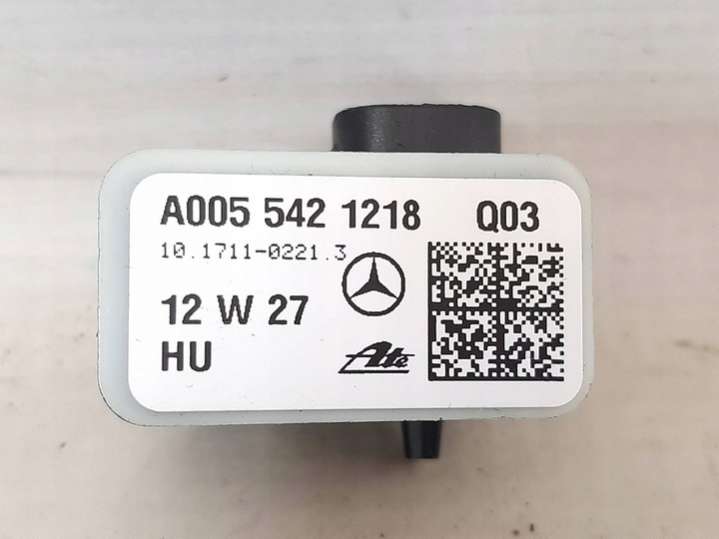 A005 542 1218 Q03
10.1711-0221.3
12 W 27
HU
Ate